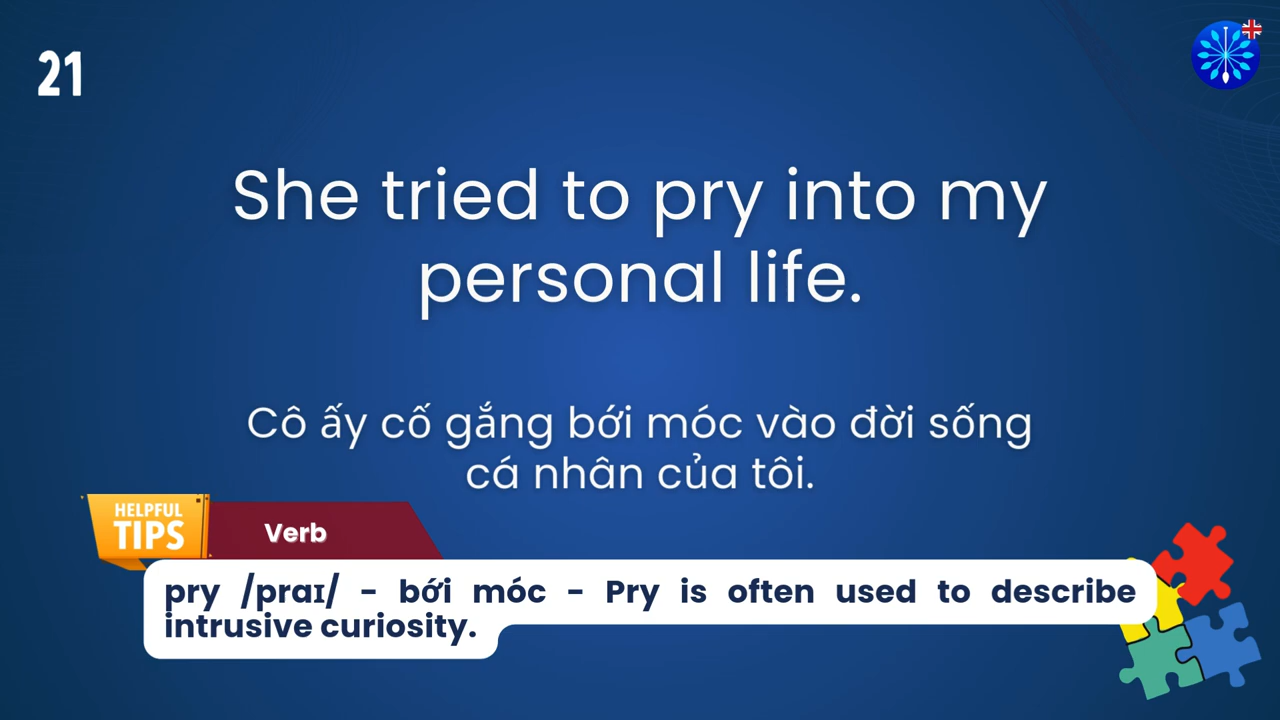 21
She tried to pry into my
personal life.
Cô ấy cố gắng bới móc vào đời sống
cá nhân của tôi.
HELPFUL
TIPS
Verb
pry /praɪ/ - bới móc - Pry is often used to describe
intrusive curiosity.